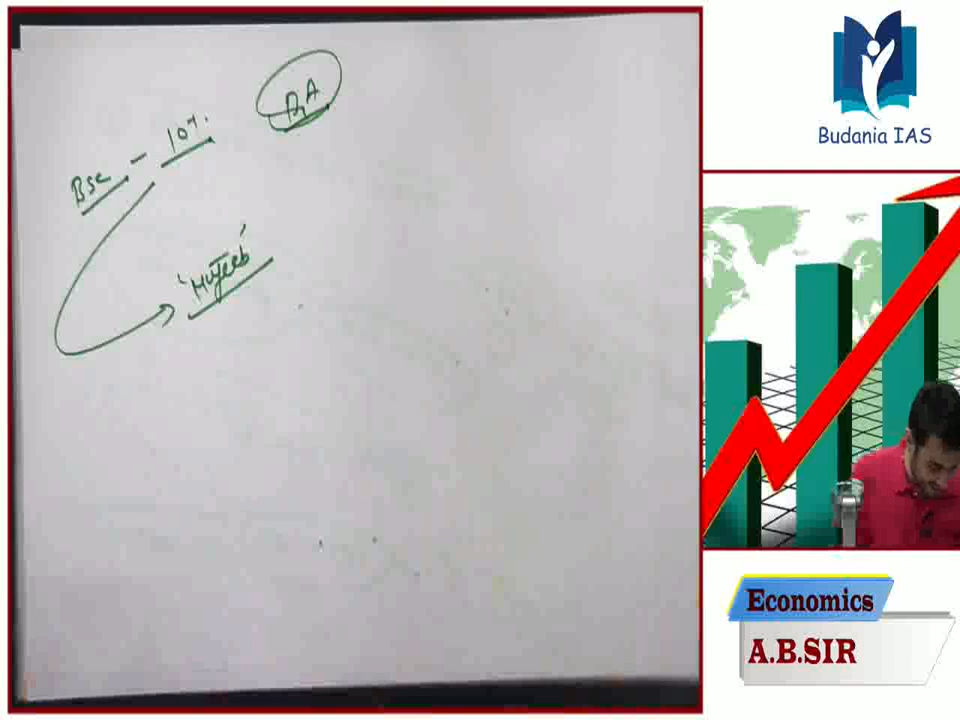 BA
Bsc - 10%.
'Mujeeb'
Budania IAS
Economics
A.B.SIR